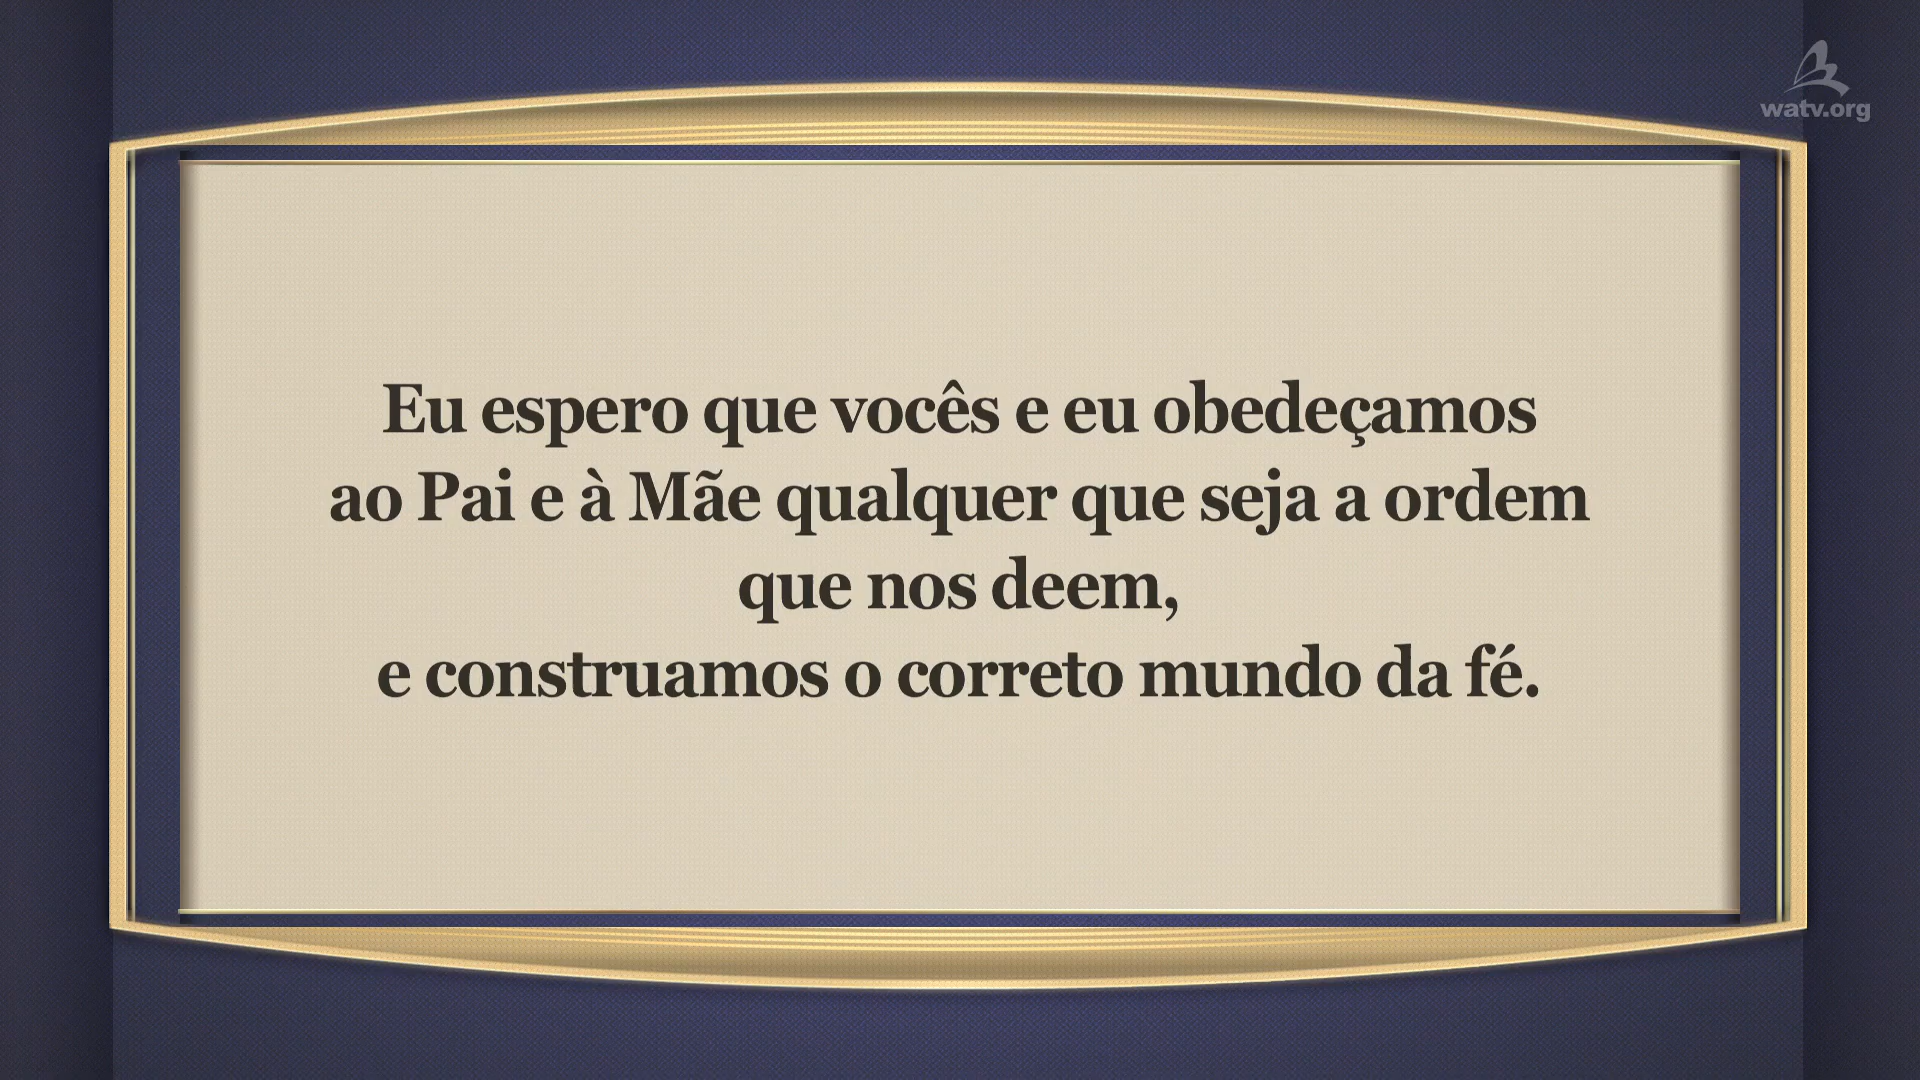 watv.org
Eu espero que vocês e eu obedeçamos
ao Pai e à Mãe qualquer que seja a ordem
que nos deem,
e construamos o correto mundo da fé.